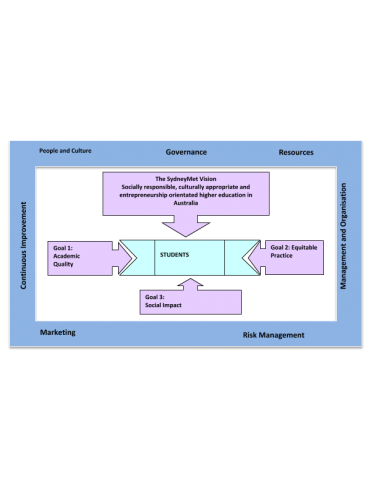 People and Culture
Governance
Resources
The SydneyMet Vision
Socially responsible, culturally appropriate and
entrepreneurship orientated higher education in
Australia
Continuous Improvement
Management and Organisation
Goal 1:
Academic
Quality
STUDENTS
Goal 2: Equitable
Practice
Goal 3:
Social Impact
Marketing
Risk Management